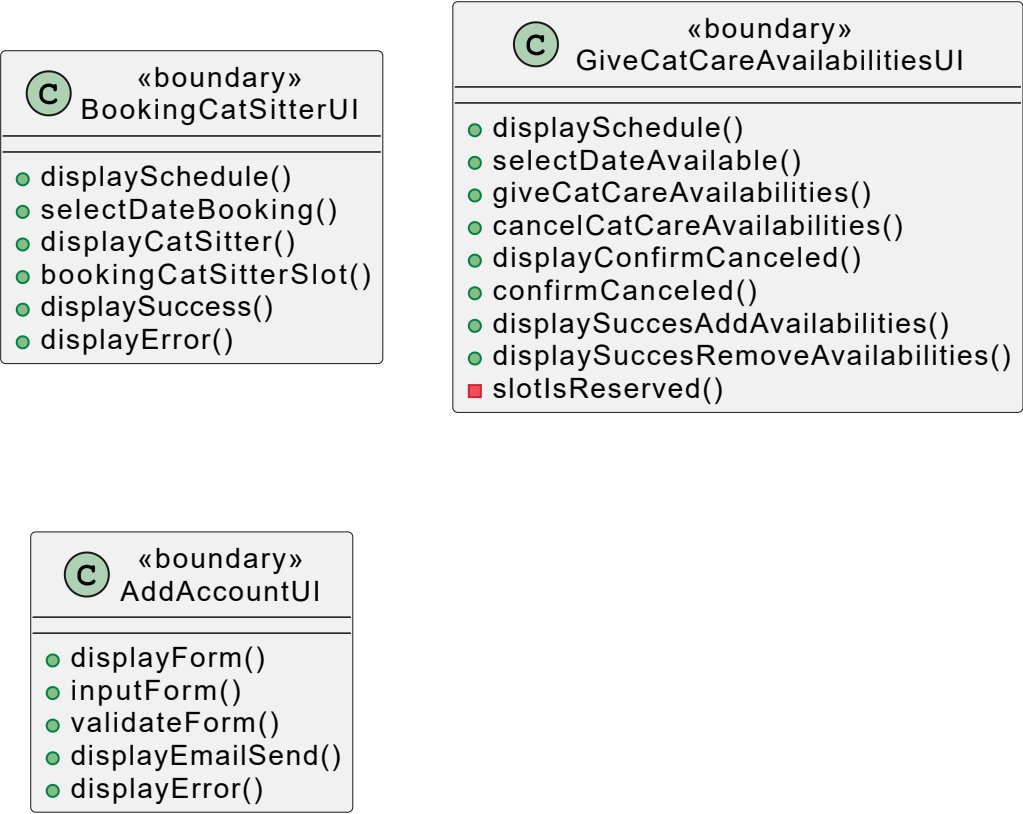 «boundary»
BookingCatSitterUI
C
displaySchedule()
selectDateBooking()
displayCatSitter()
bookingCatSitterSlot()
displaySuccess()
displayError()
«boundary»
GiveCatCareAvailabilitiesUI
C
displaySchedule()
selectDateAvailable()
giveCatCareAvailabilities()
cancelCatCareAvailabilities()
displayConfirmCanceled()
confirmCanceled()
displaySuccesAddAvailabilities()
displaySuccesRemoveAvailabilities()
slotIsReserved()
«boundary»
AddAccountUI
C
displayForm()
inputForm()
validateForm()
displayEmailSend()
displayError()